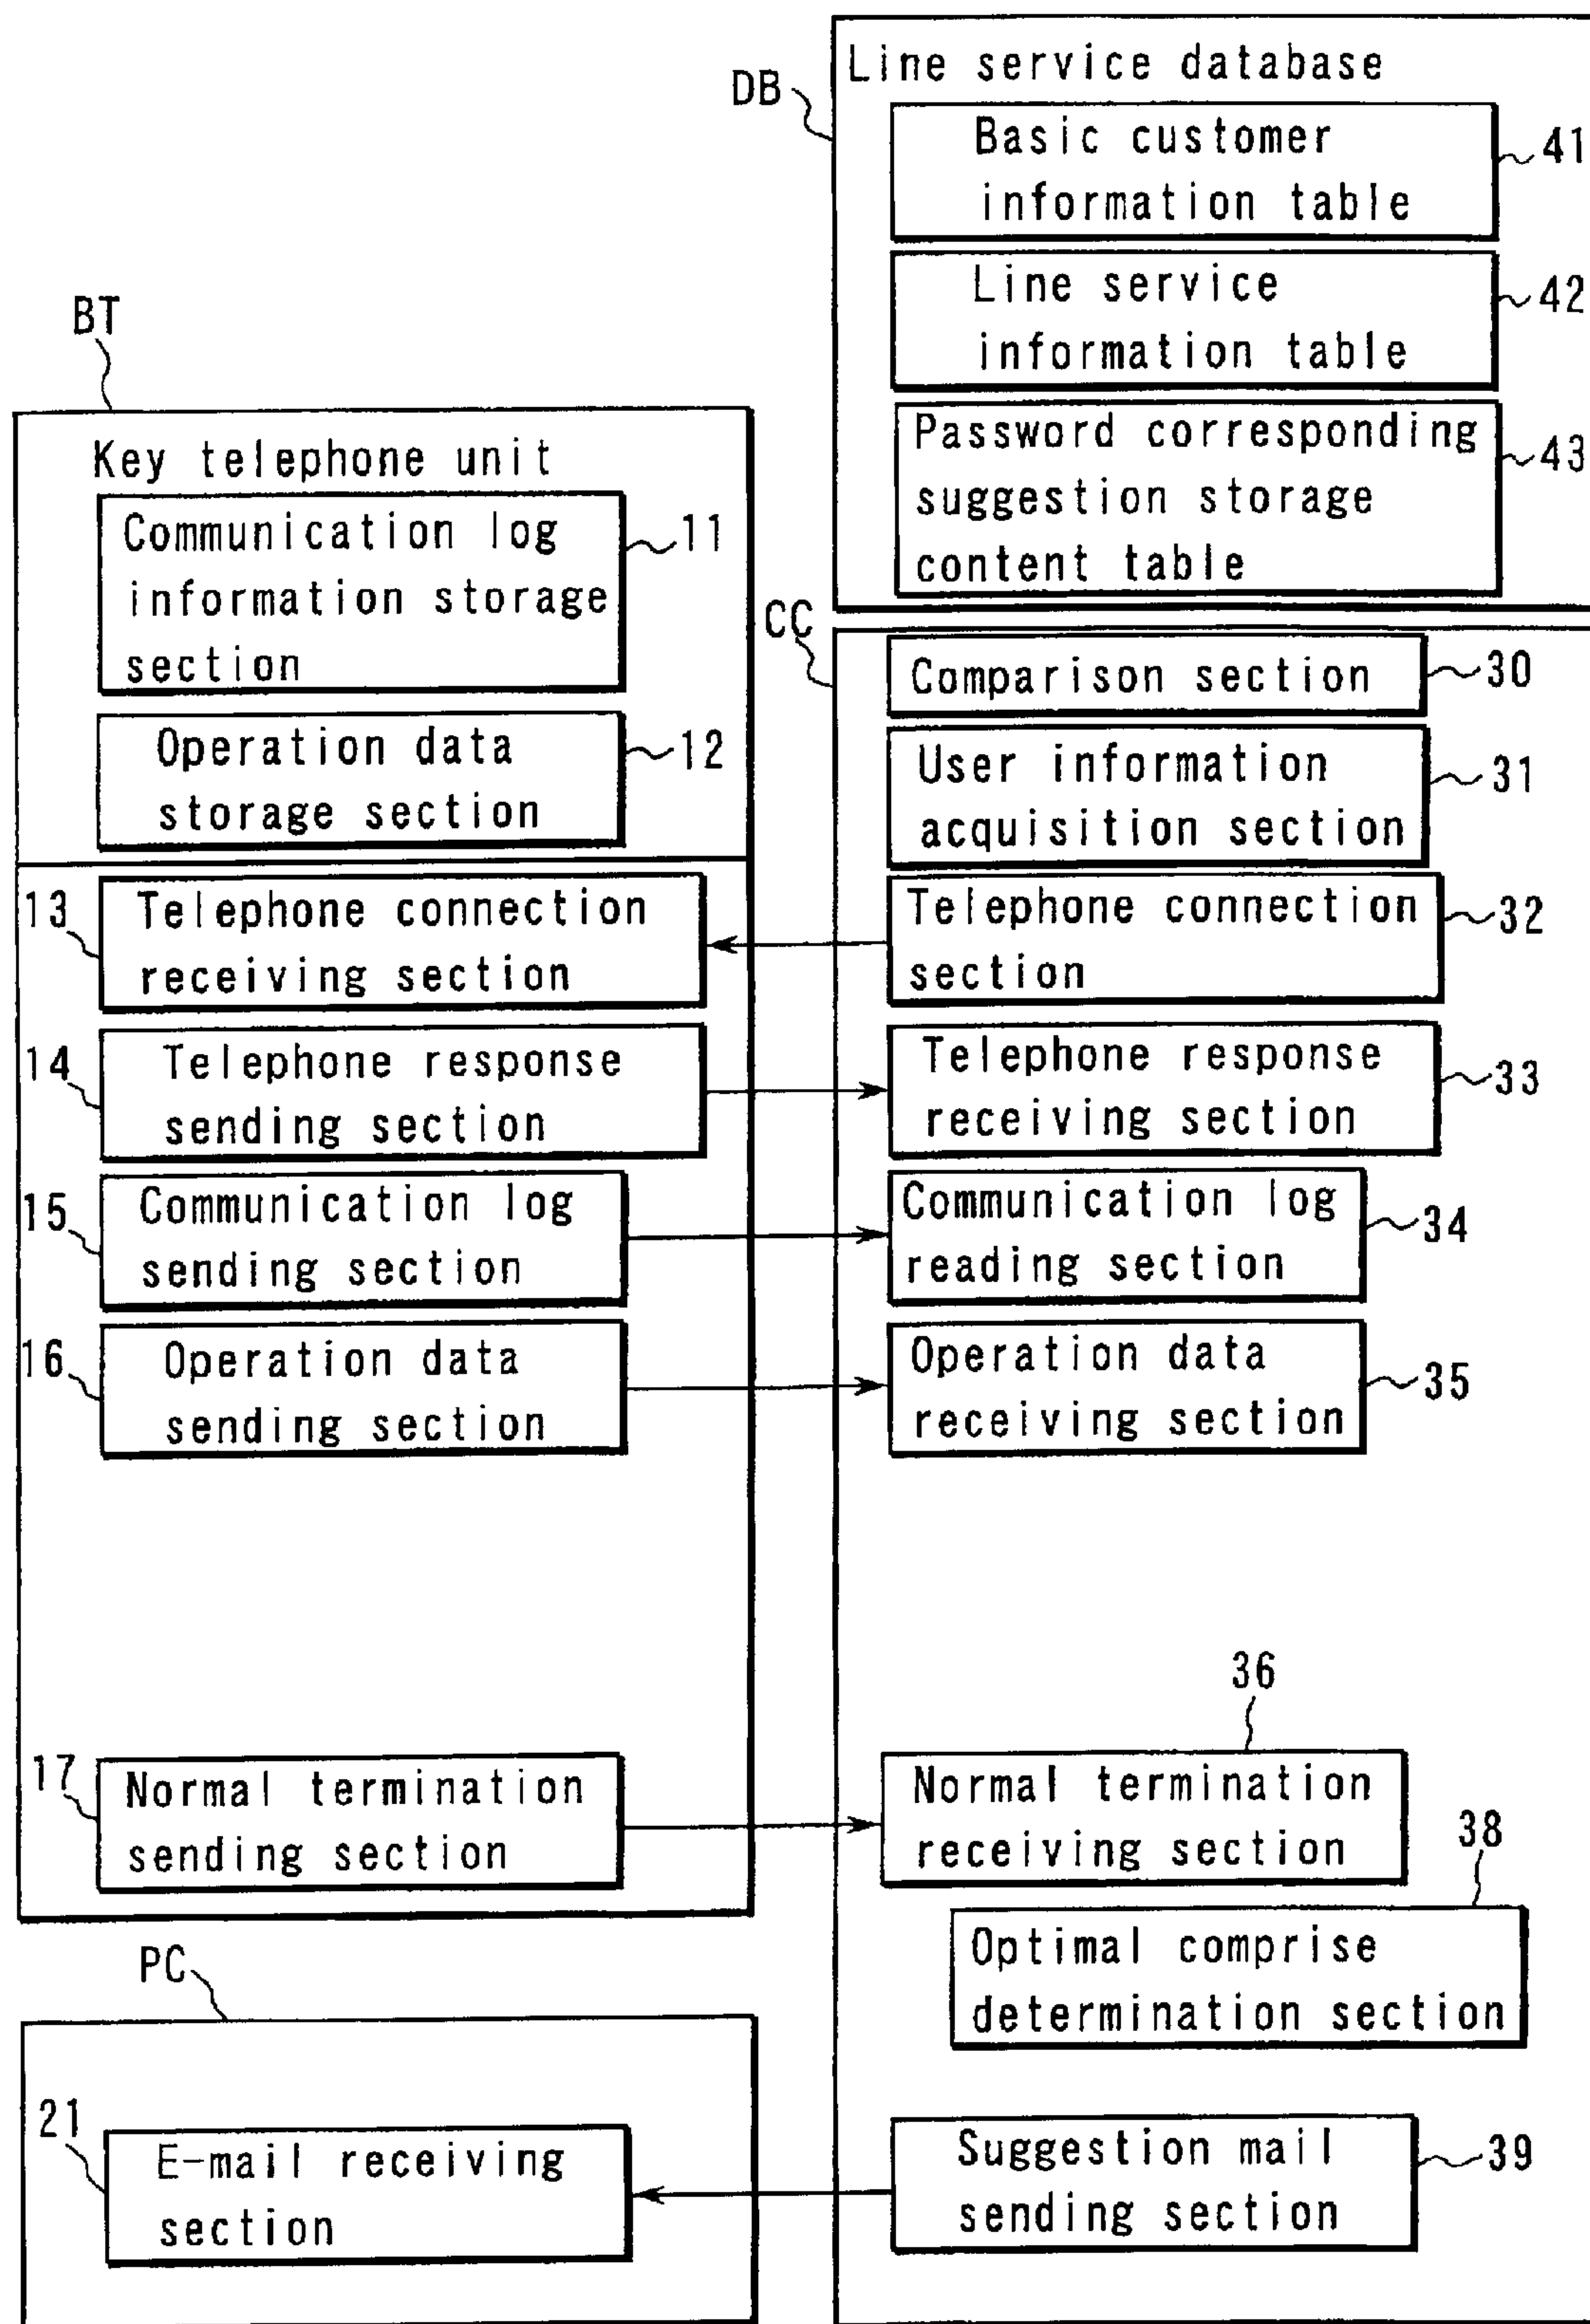 DB
Line service database
Basic customer
information table
41
Line service
information table
42
Password corresponding
suggestion storage
content table
43
BT
Key telephone unit
Communication log
information storage
section
11
Operation data
storage section
12
13
Telephone connection
receiving section
14
Telephone response
sending section
15
Communication log
sending section
16
Operation data
sending section
17
Normal termination
sending section
CC
Comparison section
30
User information
acquisition section
31
Telephone connection
section
32
Telephone response
receiving section
33
Communication log
reading section
34
Operation data
receiving section
35
36
Normal termination
receiving section
38
Optimal comprise
determination section
PC
21
E-mail receiving
section
Suggestion mail
sending section
39